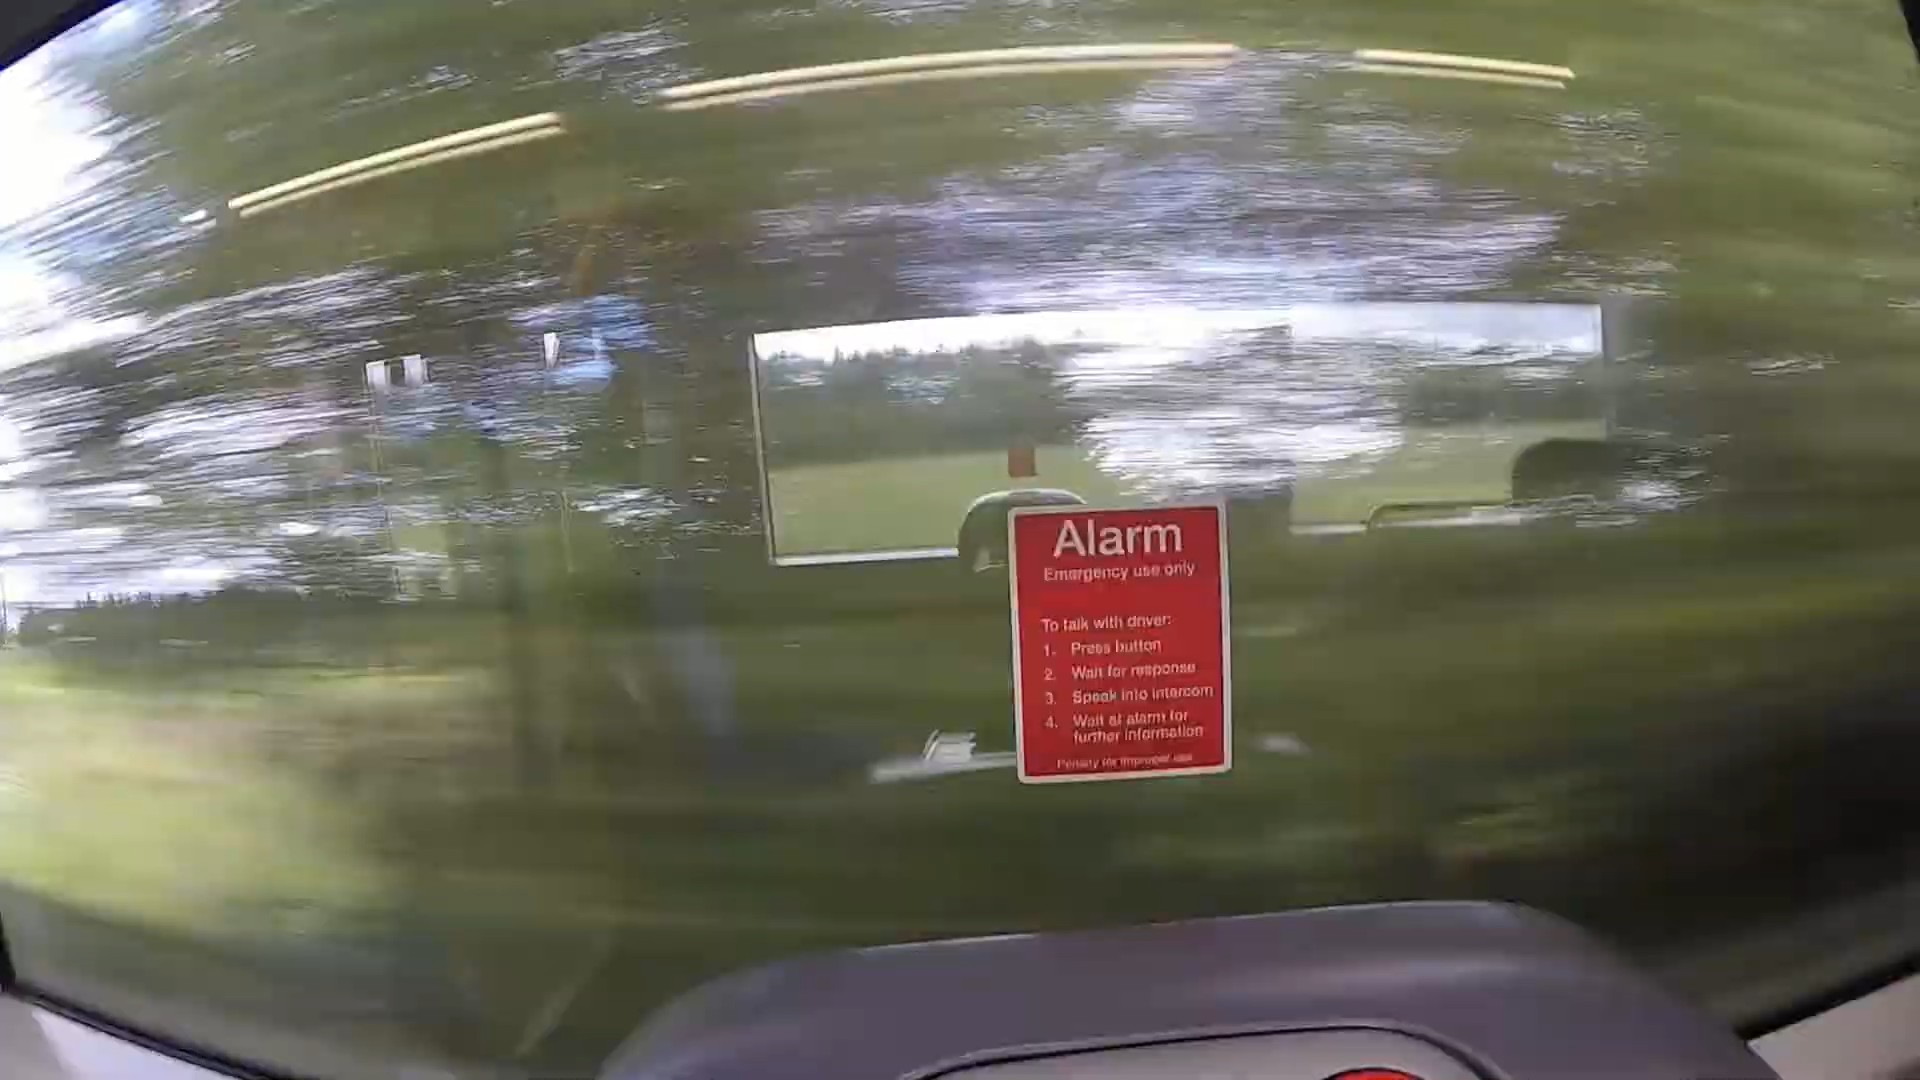 Alarm
Emergency use only
To talk with driver:
1. Press button
2. Wait for response
3. Speak into intercom
4. Wait at alarm for
further information
Penalty for improper use